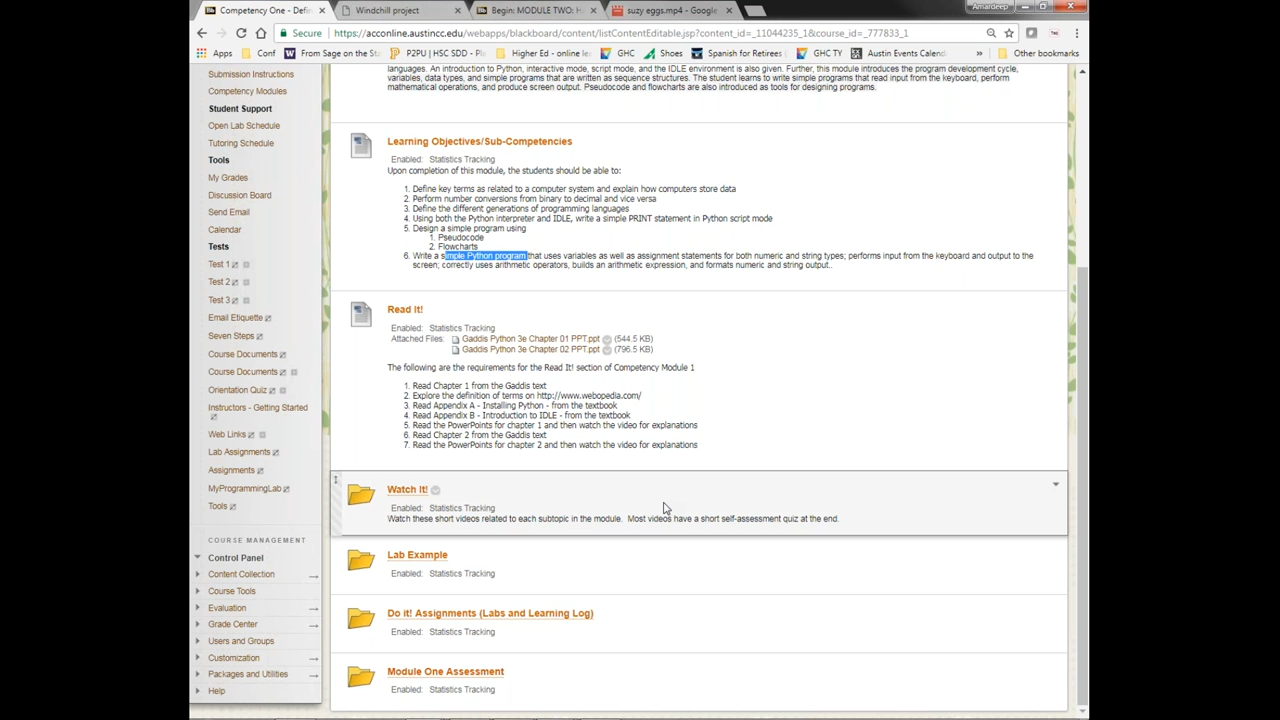 Competency One - Defin
Windchill project
Begin: MODULE TWO: H
suzy eggs.mp4 - Google
Amardeep
Secure
https://acconline.austincc.edu/webapps/blackboard/content/listContentEditable.jsp?content_id=_11044235_1&course_id=_777833_1
Apps
Conf
From Sage on the St
P2PU | HSC SDD - Pl
Higher Ed - online le
GHC
Shoes
Spanish for Retirees
GHC TY
Austin Events Calend
Other bookmarks
Submission Instructions
Competency Modules
Student Support
Open Lab Schedule
Tutoring Schedule
Tools
My Grades
Discussion Board
Send Email
Calendar
Tests
Test 1
Test 2
Test 3
Email Etiquette
Seven Steps
Course Documents
Course Documents
Orientation Quiz
Instructors - Getting Started
Web Links
Lab Assignments
Assignments
MyProgrammingLab
Tools
COURSE MANAGEMENT
Control Panel
Content Collection
Course Tools
Evaluation
Grade Center
Users and Groups
Customization
Packages and Utilities
Help
languages. An introduction to Python, interactive mode, script mode, and the IDLE environment is also given. Further, this module introduces the program development cycle,
variables, data types, and simple programs that are written as sequence structures. The student learns to write simple programs that read input from the keyboard, perform
mathematical operations, and produce screen output. Pseudocode and flowcharts are also introduced as tools for designing programs.
Learning Objectives/Sub-Competencies
Enabled: Statistics Tracking
Upon completion of this module, the students should be able to:
1. Define key terms as related to a computer system and explain how computers store data
2. Perform number conversions from binary to decimal and vice versa
3. Define the different generations of programming languages
4. Using both the Python interpreter and IDLE, write a simple PRINT statement in Python script mode
5. Design a simple program using
1. Pseudocode
2. Flowcharts
6. Write a simple Python program that uses variables as well as assignment statements for both numeric and string types; performs input from the keyboard and output to the
screen; correctly uses arithmetic operators, builds an arithmetic expression, and formats numeric and string output..
Read It!
Enabled: Statistics Tracking
Attached Files: Gaddis Python 3e Chapter 01 PPT.ppt (544.5 KB)
Gaddis Python 3e Chapter 02 PPT.ppt (796.5 KB)
The following are the requirements for the Read It! section of Competency Module 1
1. Read Chapter 1 from the Gaddis text
2. Explore the definition of terms on http://www.webopedia.com/
3. Read Appendix A - Installing Python - from the textbook
4. Read Appendix B - Introduction to IDLE - from the textbook
5. Read the PowerPoints for chapter 1 and then watch the video for explanations
6. Read Chapter 2 from the Gaddis text
7. Read the PowerPoints for chapter 2 and then watch the video for explanations
Watch It!
Enabled: Statistics Tracking
Watch these short videos related to each subtopic in the module. Most videos have a short self-assessment quiz at the end.
Lab Example
Enabled: Statistics Tracking
Do it! Assignments (Labs and Learning Log)
Enabled: Statistics Tracking
Module One Assessment
Enabled: Statistics Tracking